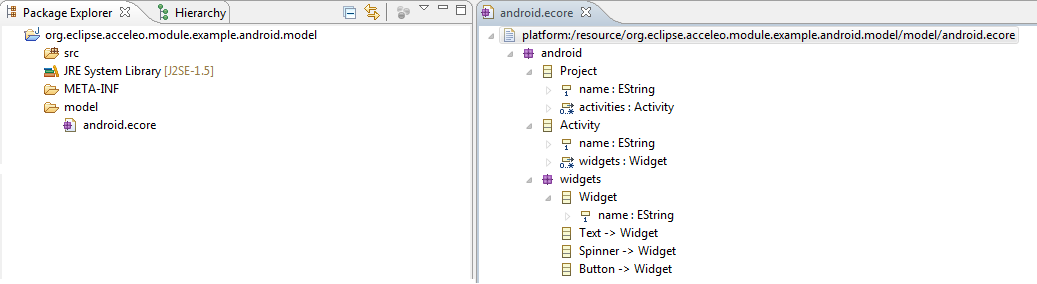 Package Explorer
Hierarchy
org.eclipse.acceleo.module.example.android.model
src
JRE System Library [J2SE-1.5]
META-INF
model
android.ecore
android.ecore
platform:/resource/org.eclipse.acceleo.module.example.android.model/model/android.ecore
android
Project
name : EString
activities : Activity
Activity
name : EString
widgets : Widget
widgets
Widget
name : EString
Text -> Widget
Spinner -> Widget
Button -> Widget